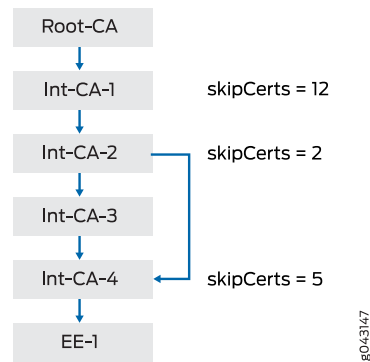 Root-CA
Int-CA-1 skipCerts = 12
Int-CA-2 skipCerts = 2
Int-CA-3
Int-CA-4 skipCerts = 5
EE-1
g043147